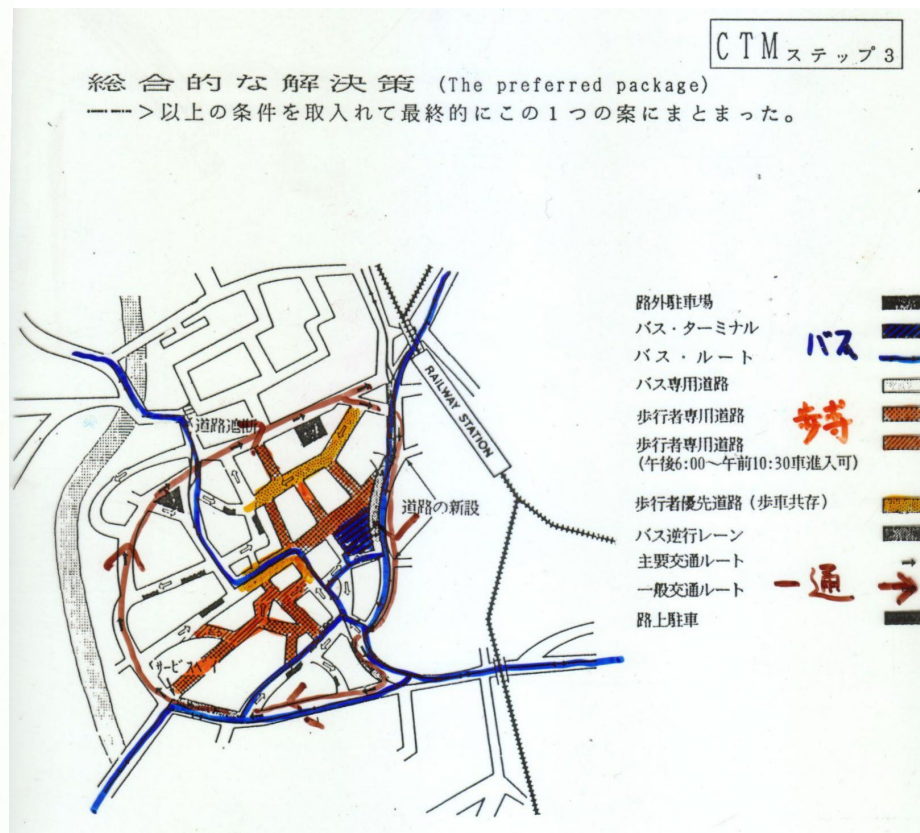 CTMステップ3
総合的な解決策 (The preferred package)
----->以上の条件を取入れて最終的にこの1つの案にまとまった。
路外駐車場
バス・ターミナル
バス・ルート
バス
バス専用道路
歩行者専用道路
歩専
歩行者専用道路
(午後6:00~午前10:30車進入可)
歩行者優先道路(歩車共存)
バス逆行レーン
主要交通ルート
一般交通ルート
一通 →
路上駐車
RAILWAY STATION
道路遮断
道路の新設